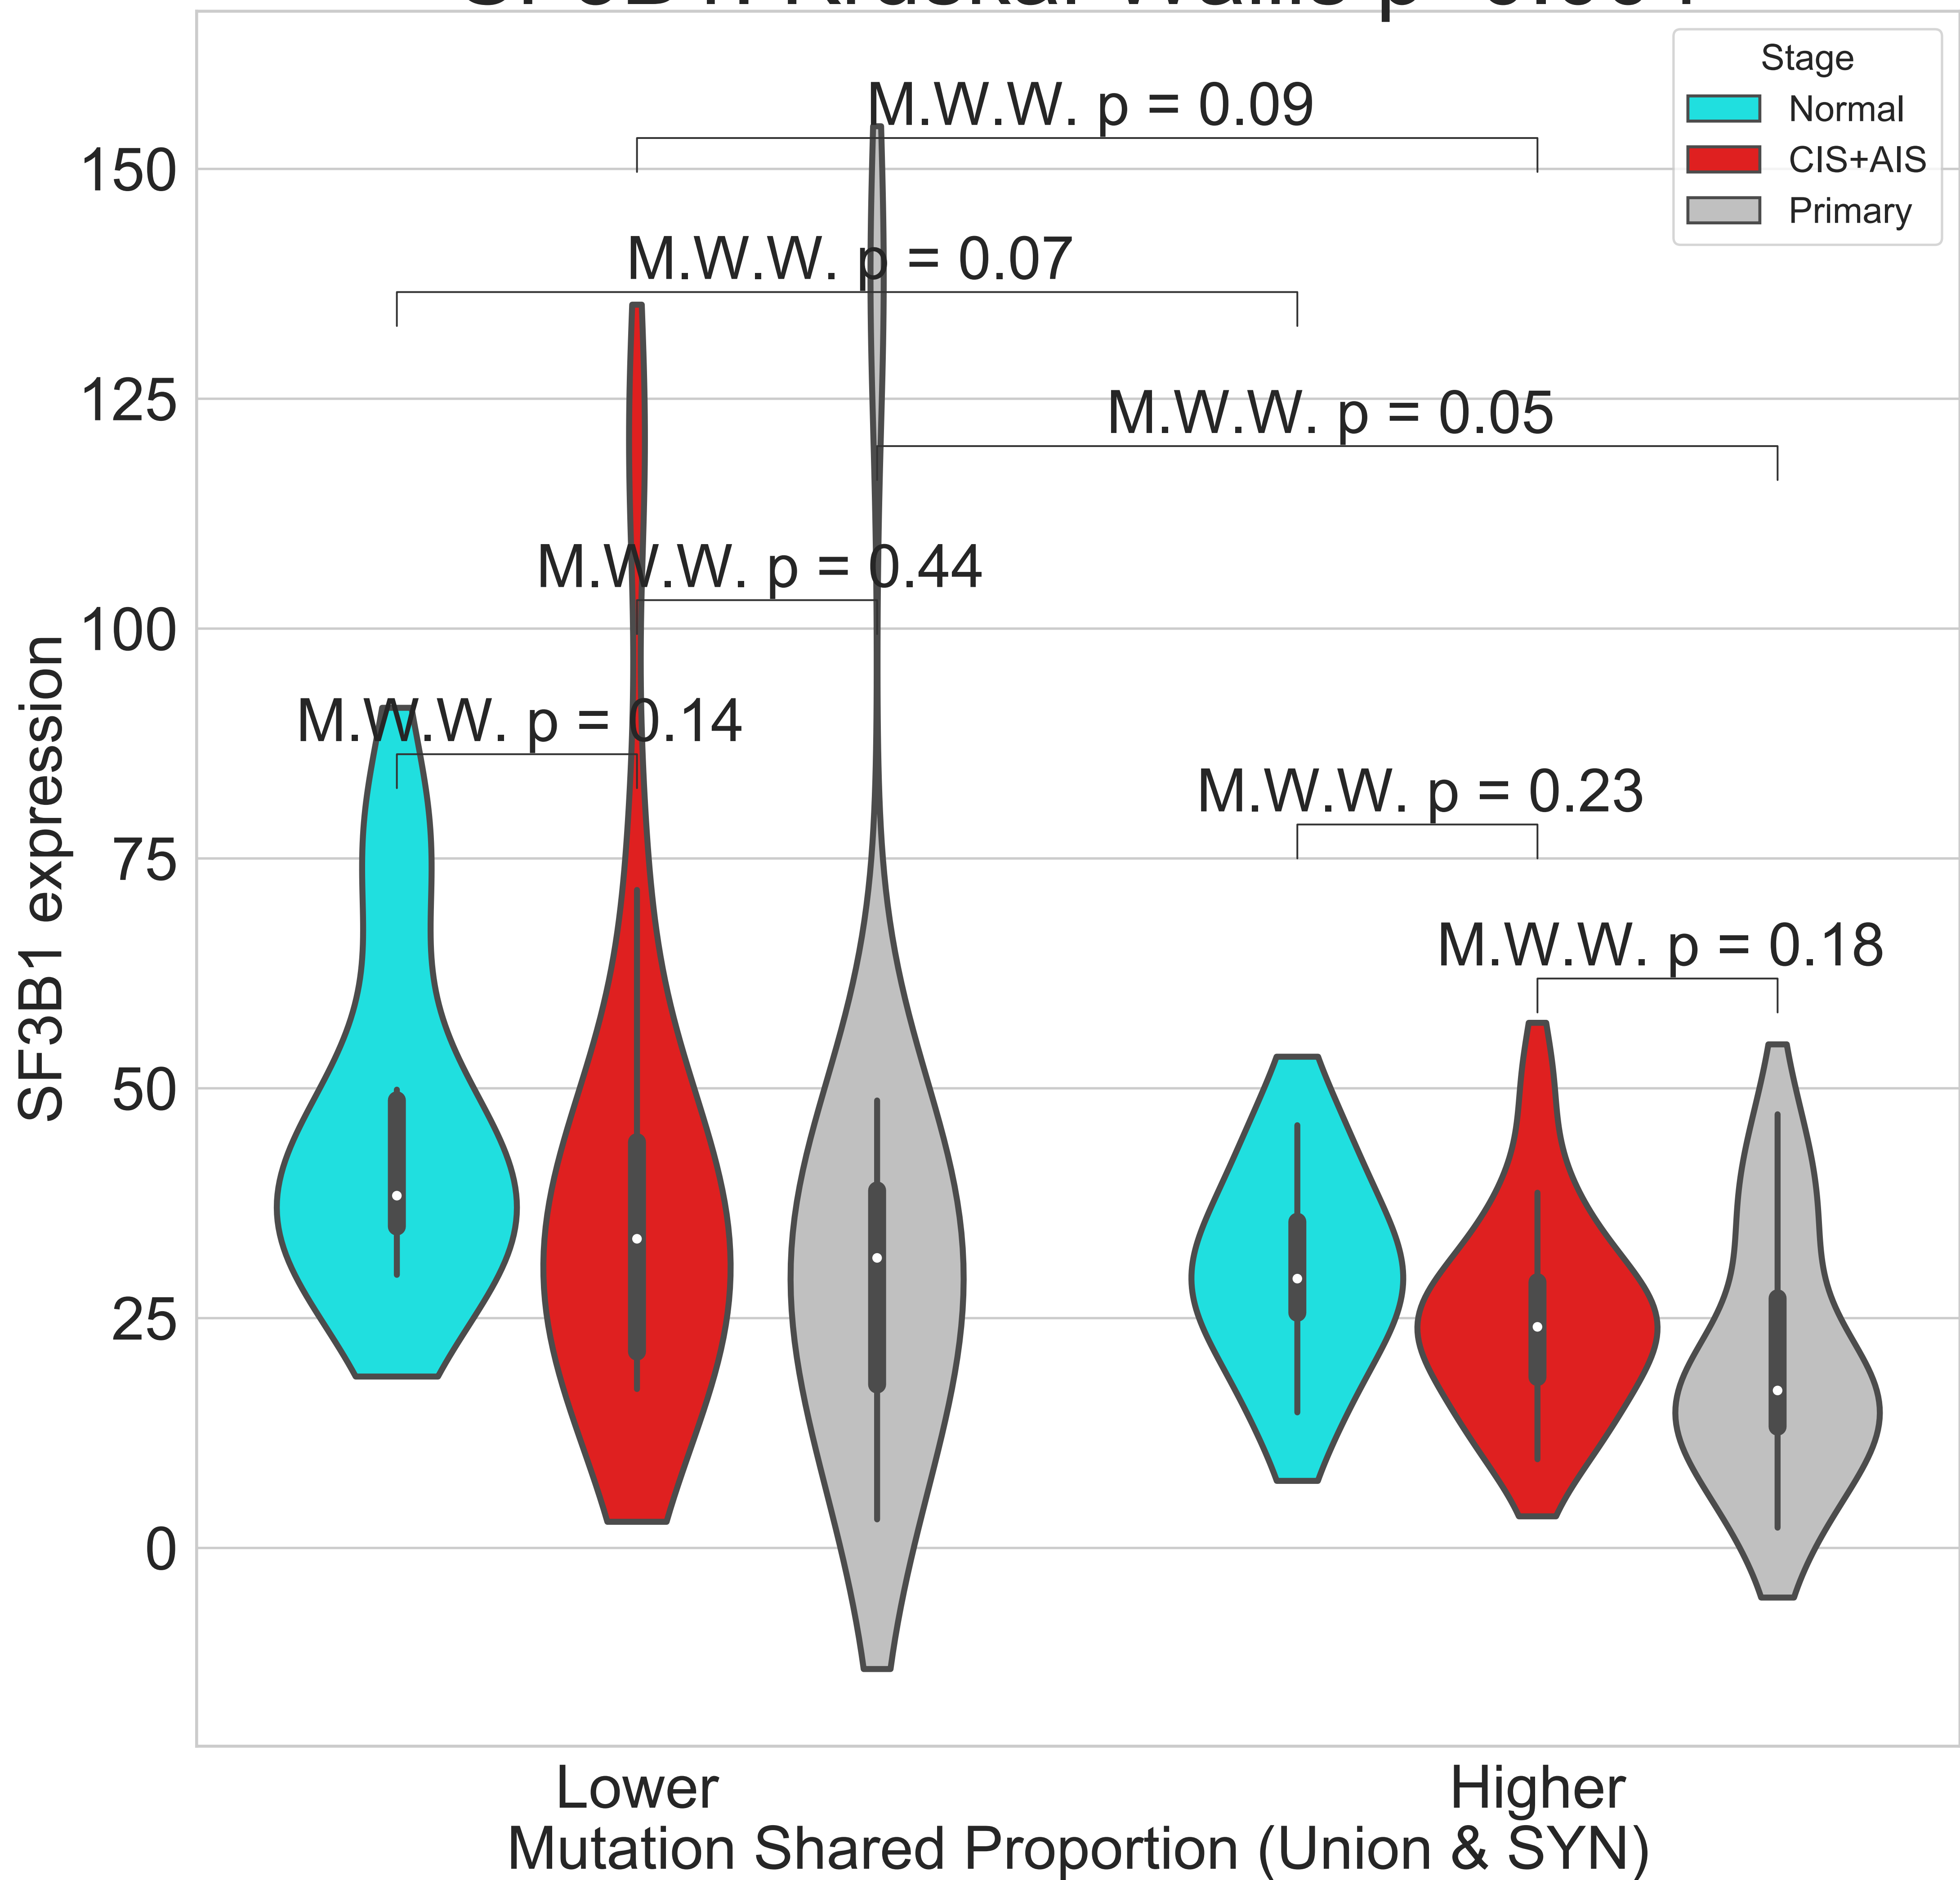 Stage
Normal
CIS+AIS
Primary
M.W.W. p = 0.09
M.W.W. p = 0.07
M.W.W. p = 0.05
M.W.W. p = 0.44
M.W.W. p = 0.14
M.W.W. p = 0.23
M.W.W. p = 0.18
150
125
100
75
50
25
0
SF3B1 expression
Lower
Higher
Mutation Shared Proportion (Union & SYN)